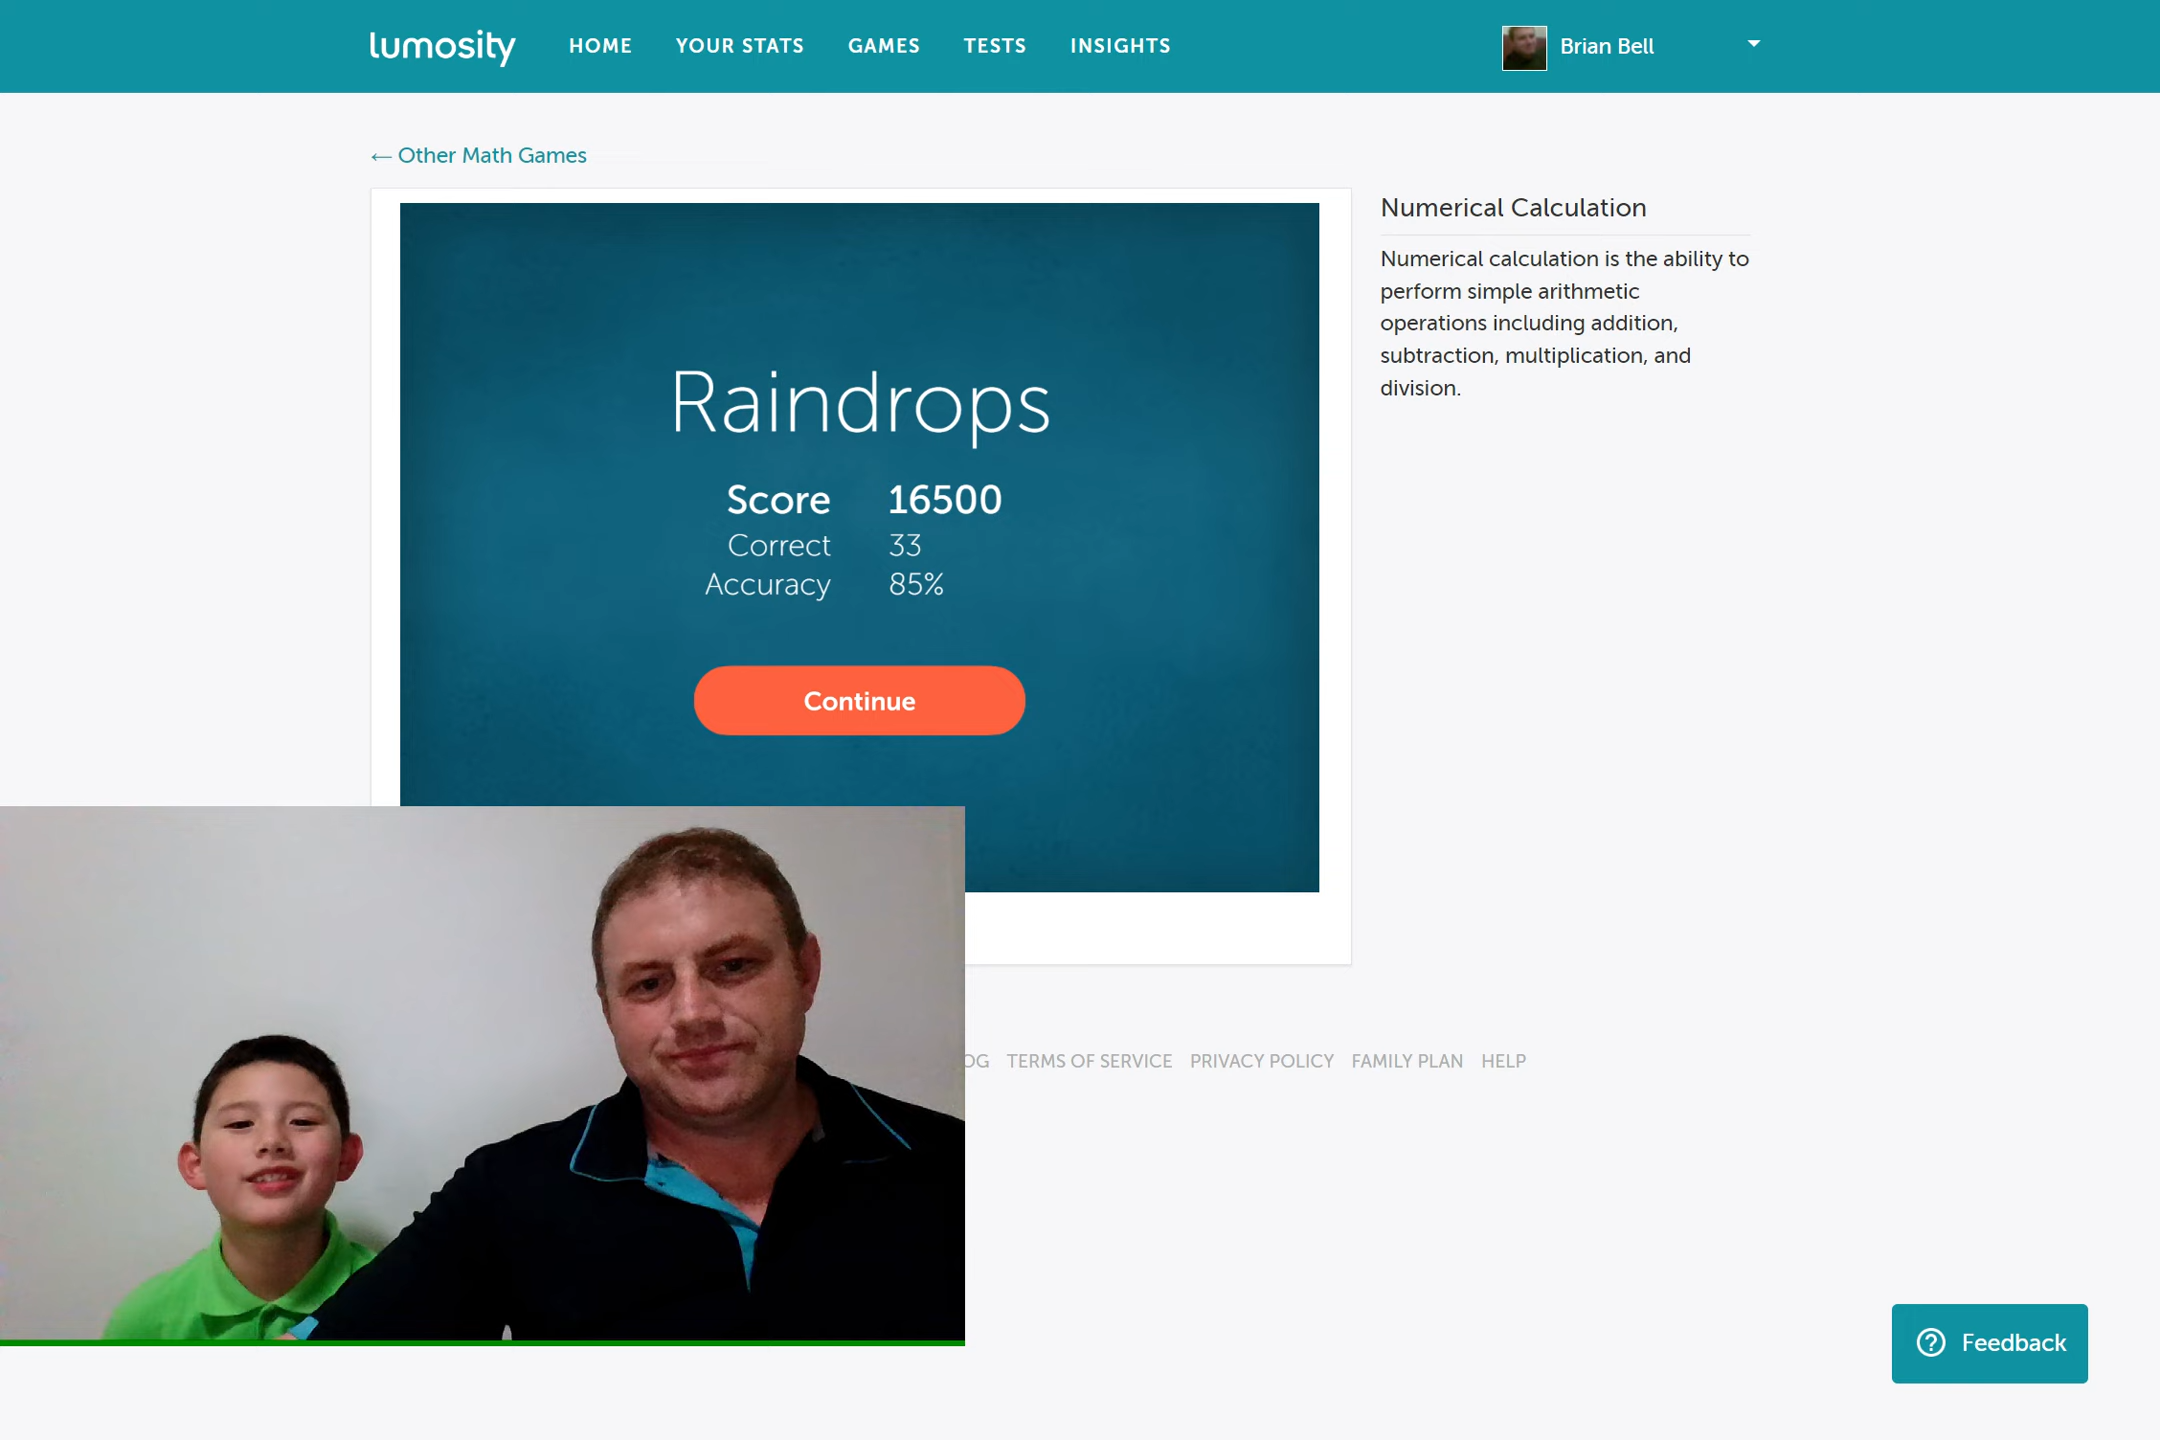 lumosity HOME YOUR STATS GAMES TESTS INSIGHTS Brian Bell
← Other Math Games
Numerical Calculation
Numerical calculation is the ability to
perform simple arithmetic
operations including addition,
subtraction, multiplication, and
division.
Raindrops
Score 16500
Correct 33
Accuracy 85%
Continue
OG TERMS OF SERVICE PRIVACY POLICY FAMILY PLAN HELP
? Feedback